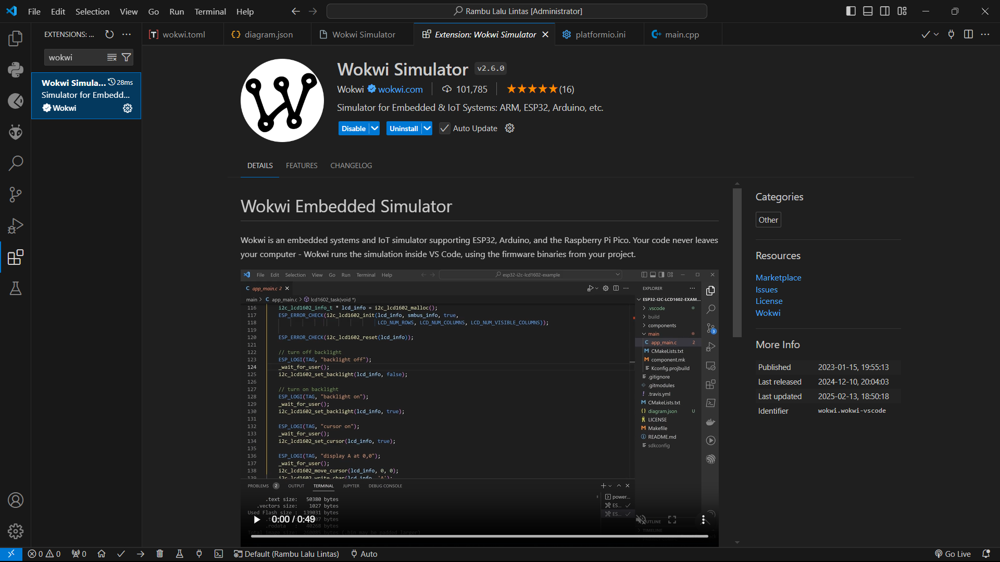 File Edit Selection View Go Run Terminal Help
Rambu Lalu Lintas [Administrator]
EXTENSIONS: ...
wokwi.toml
diagram.json
Wokwi Simulator
Extension: Wokwi Simulator
platformio.ini
main.cpp
wokwi
Wokwi Simula... 28ms
Simulator for Embedd...
Wokwi
Wokwi Simulator v2.6.0
Wokwi wokwi.com 101,785 (16)
Simulator for Embedded & IoT Systems: ARM, ESP32, Arduino, etc.
Disable Uninstall Auto Update
DETAILS FEATURES CHANGELOG
Wokwi Embedded Simulator
Wokwi is an embedded systems and IoT simulator supporting ESP32, Arduino, and the Raspberry Pi Pico. Your code never leaves
your computer - Wokwi runs the simulation inside VS Code, using the firmware binaries from your project.
File Edit Selection View Go Run Terminal Help esp32-i2c-lcd1602-example
C app_main.c 2
main > C app_main.c > lcd1602_task(void *)
116 i2c_lcd1602_info_t * lcd_info = i2c_lcd1602_malloc();
117 ESP_ERROR_CHECK(i2c_lcd1602_init(lcd_info, smbus_info, true,
118 LCD_NUM_ROWS, LCD_NUM_COLUMNS, LCD_NUM_VISIBLE_COLUMNS));
119
120 ESP_ERROR_CHECK(i2c_lcd1602_reset(lcd_info));
121
122 // turn off backlight
123 ESP_LOGI(TAG, "backlight off");
124 _wait_for_user();
125 i2c_lcd1602_set_backlight(lcd_info, false);
126
127 // turn on backlight
128 ESP_LOGI(TAG, "backlight on");
129 _wait_for_user();
130 i2c_lcd1602_set_backlight(lcd_info, true);
131
132 ESP_LOGI(TAG, "cursor on");
133 _wait_for_user();
134 i2c_lcd1602_set_cursor(lcd_info, true);
135
136 ESP_LOGI(TAG, "display A at 0,0");
137 _wait_for_user();
138 i2c_lcd1602_move_cursor(lcd_info, 0, 0);
139 i2c_lcd1602_write_char(lcd_info, 'A');
EXPLORER
ESP32-I2C-LCD1602-EXAM...
.vscode
build
components
main
C app_main.c 2
M CMakeLists.txt
M component.mk
Kconfig.projbuild
.gitignore
.gitmodules
! .travis.yml
M CMakeLists.txt
{} diagram.json U
LICENSE
M Makefile
README.md
sdkconfig
OUTLINE
TIMELINE
3
PROBLEMS 2 OUTPUT TERMINAL JUPYTER DEBUG CONSOLE
power...
ES...
ES...
.text size: 50380 bytes
.vectors size: 1027 bytes
Used Flash size : 139031 bytes
.rodata : 40268 bytes
0:00 / 0:49
Categories
Other
Resources
Marketplace
Issues
License
Wokwi
More Info
Published 2023-01-15, 19:55:13
Last released 2024-12-10, 20:04:03
Last updated 2025-02-13, 18:50:18
Identifier wokwi.wokwi-vscode
0 0 0 Default (Rambu Lalu Lintas) Auto Go Live